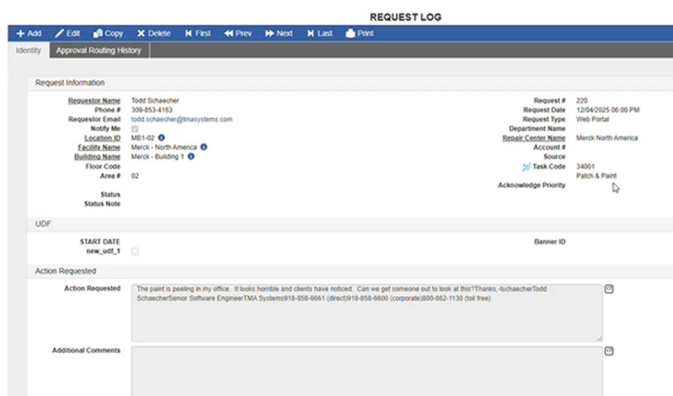 REQUEST LOG
Add Edit Copy Delete First Prev Next Last Print
Identity Approval Routing History
Request Information
Requestor Name Todd Schaecher
Phone # 309-853-4163
Requestor Email todd.schaecher@tmasystems.com
Notify Me
Location ID MB1-02
Facility Name Merck - North America
Building Name Merck - Building 1
Floor Code
Area # 02
Status
Status Note
Request # 220
Request Date 12/04/2025 06:00 PM
Request Type Web Portal
Department Name
Repair Center Name Merck North America
Account #
Source
Task Code 34001
Patch & Paint
Acknowledge Priority
UDF
START DATE
new_udf_1
Banner ID
Action Requested
Action Requested The paint is peeling in my office. It looks horrible and clients have noticed. Can we get someone out to look at this?Thanks,-tschaecherTodd
SchaecherSenior Software EngineerTMA Systems918-858-6661 (direct)918-858-6600 (corporate)800-862-1130 (toll free)
Additional Comments